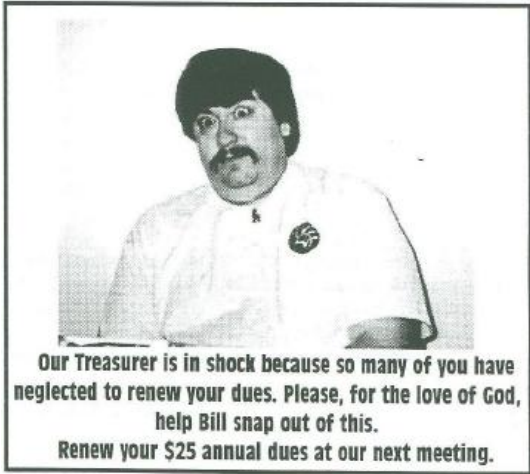 Our Treasurer is in shock because so many of you have
neglected to renew your dues. Please, for the love of God,
help Bill snap out of this.
Renew your $25 annual dues at our next meeting.